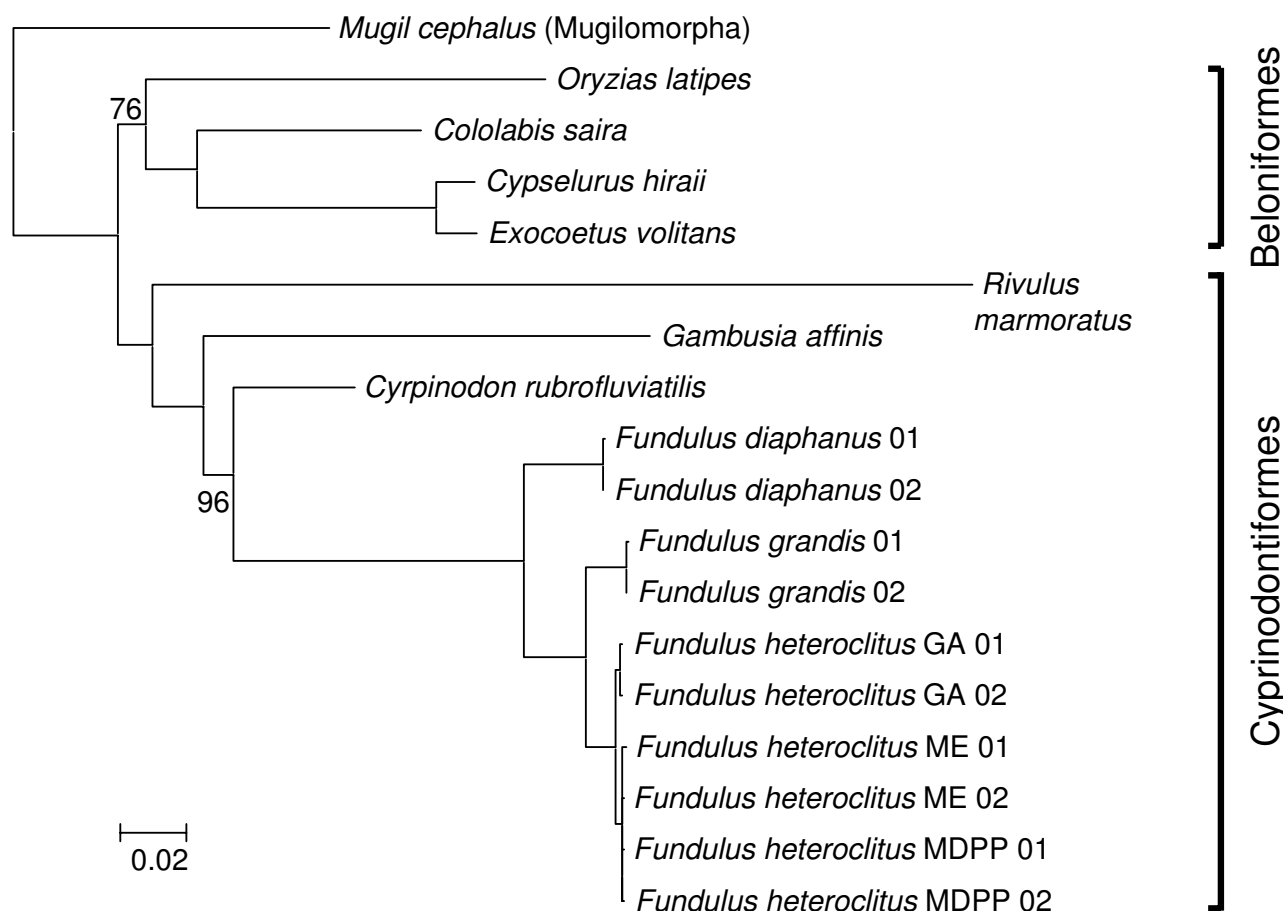 Mugil cephalus (Mugilomorpha)
Oryzias latipes
76
Cololabis saira
Cypselurus hiraii
Exocoetus volitans
Beloniformes
Rivulus
marmoratus
Gambusia affinis
Cyrpinodon rubrofluviatilis
Fundulus diaphanus 01
Fundulus diaphanus 02
96
Fundulus grandis 01
Fundulus grandis 02
Fundulus heteroclitus GA 01
Fundulus heteroclitus GA 02
Fundulus heteroclitus ME 01
Fundulus heteroclitus ME 02
Fundulus heteroclitus MDPP 01
Fundulus heteroclitus MDPP 02
Cyprinodontiformes
0.02